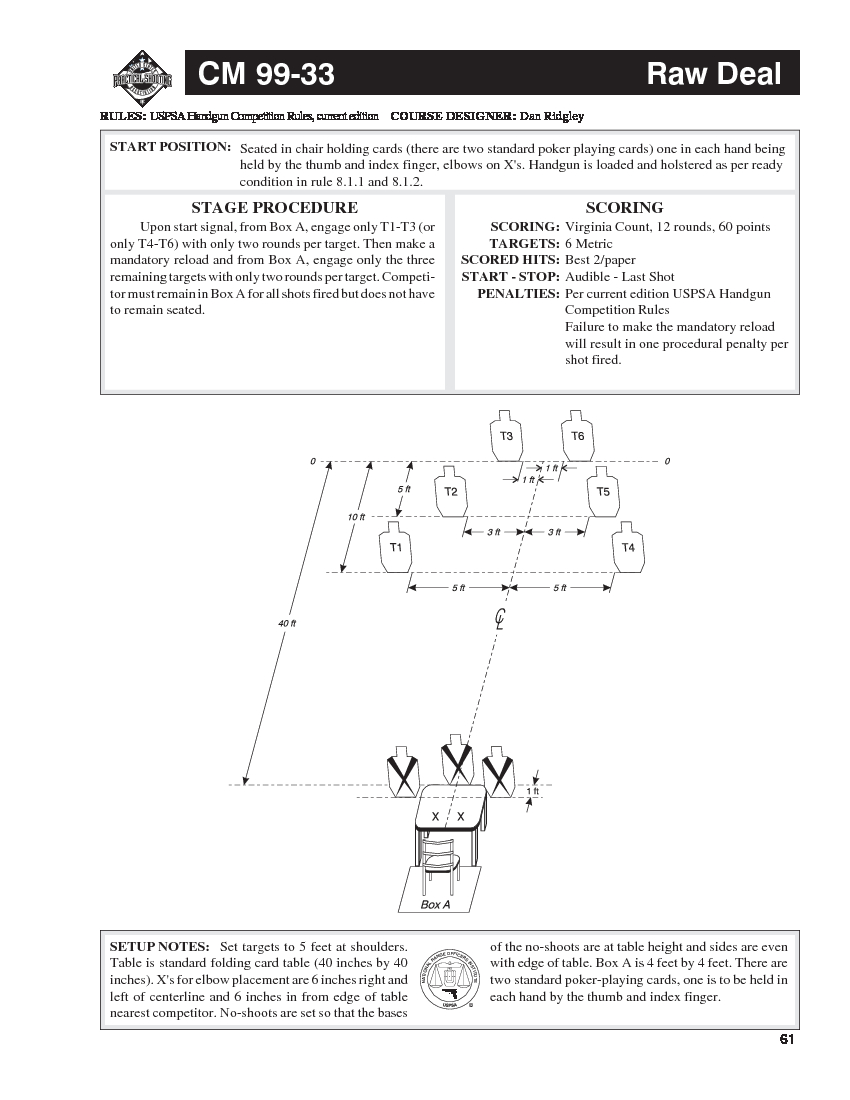 CM 99-33 Raw Deal
PRACTICAL SHOOTING
RULES: USPSA Handgun Competition Rules, current edition COURSE DESIGNER: Dan Ridgley
START POSITION: Seated in chair holding cards (there are two standard poker playing cards) one in each hand being
held by the thumb and index finger, elbows on X's. Handgun is loaded and holstered as per ready
condition in rule 8.1.1 and 8.1.2.
STAGE PROCEDURE
Upon start signal, from Box A, engage only T1-T3 (or
only T4-T6) with only two rounds per target. Then make a
mandatory reload and from Box A, engage only the three
remaining targets with only two rounds per target. Competi-
tor must remain in Box A for all shots fired but does not have
to remain seated.
SCORING
SCORING: Virginia Count, 12 rounds, 60 points
TARGETS: 6 Metric
SCORED HITS: Best 2/paper
START - STOP: Audible - Last Shot
PENALTIES: Per current edition USPSA Handgun
Competition Rules
Failure to make the mandatory reload
will result in one procedural penalty per
shot fired.
T3 T6
0 0
1 ft
1 ft
5 ft T2 T5
10 ft
3 ft 3 ft
T1 T4
5 ft 5 ft
CL
40 ft
1 ft
X X
Box A
SETUP NOTES: Set targets to 5 feet at shoulders.
Table is standard folding card table (40 inches by 40
inches). X's for elbow placement are 6 inches right and
left of centerline and 6 inches in from edge of table
nearest competitor. No-shoots are set so that the bases
NATIONAL RANGE OFFICERS INSTITUTE
USPSA
of the no-shoots are at table height and sides are even
with edge of table. Box A is 4 feet by 4 feet. There are
two standard poker-playing cards, one is to be held in
each hand by the thumb and index finger.
61